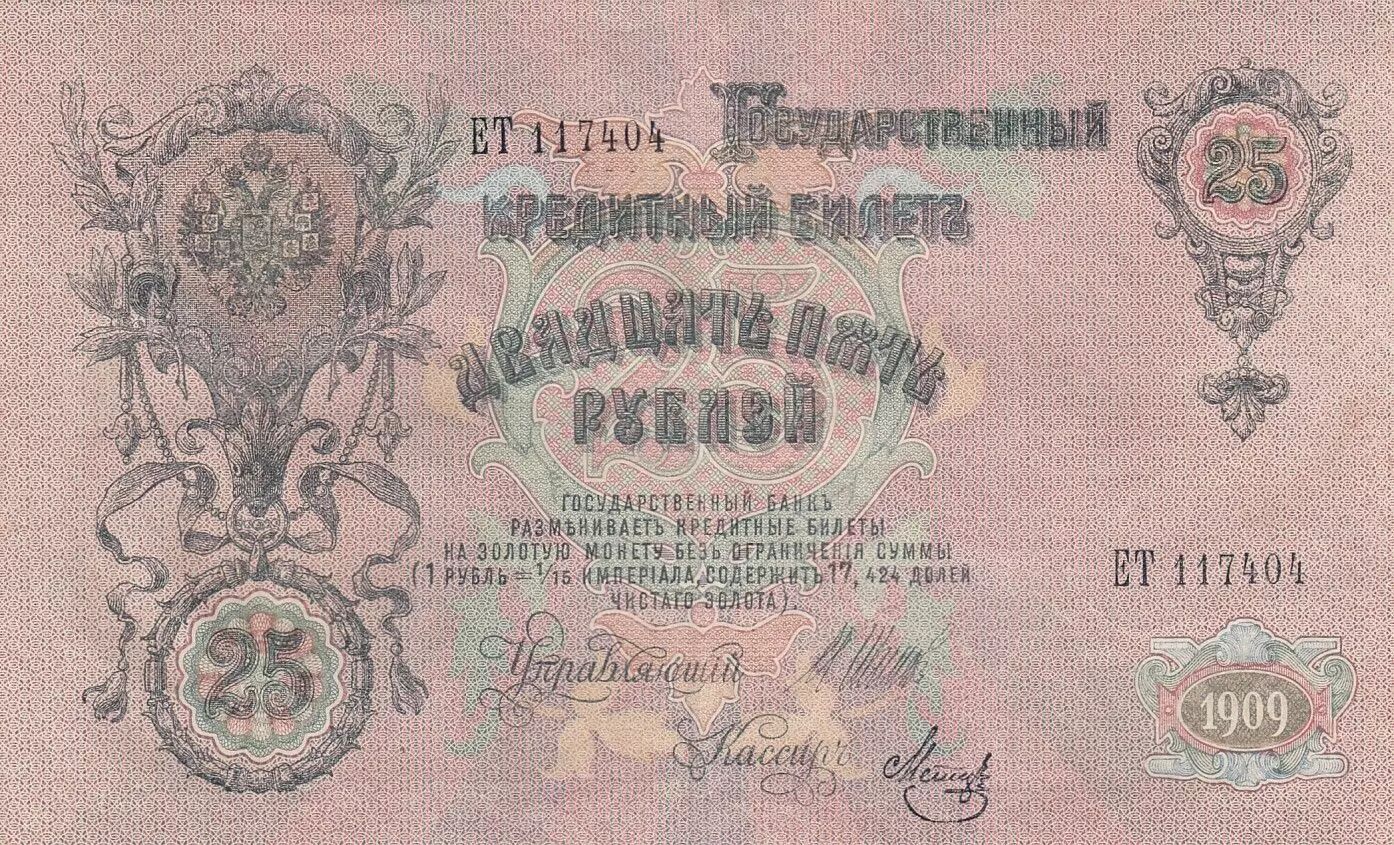 ЕТ 117404
Государственный
25
кредитный билетъ
двадцать пять
рублей
Государственный банкъ
размѣниваетъ кредитные билеты
на золотую монету безъ ограниченія суммы
(1 рубль = 1/15 имперіала, содержитъ 17, 424 долей
чистаго золота).
ЕТ 117404
Управляющій
25
1909
Кассиръ